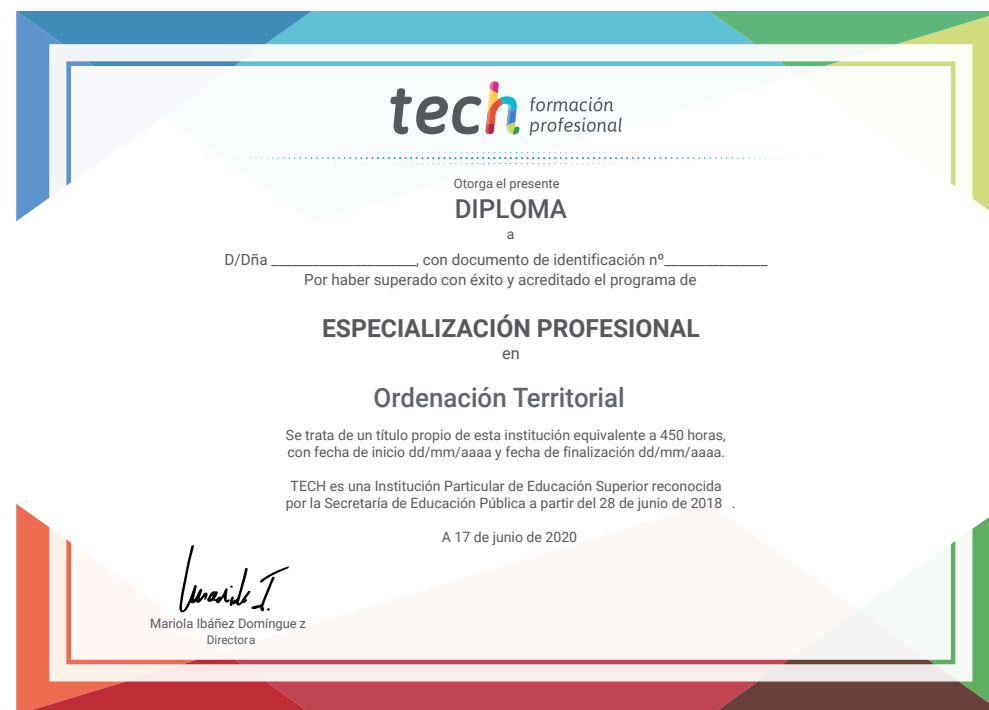 tech formación
profesional
Otorga el presente
DIPLOMA
a
D/Dña _____________________, con documento de identificación nº_______________
Por haber superado con éxito y acreditado el programa de
ESPECIALIZACIÓN PROFESIONAL
en
Ordenación Territorial
Se trata de un título propio de esta institución equivalente a 450 horas,
con fecha de inicio dd/mm/aaaa y fecha de finalización dd/mm/aaaa.
TECH es una Institución Particular de Educación Superior reconocida
por la Secretaría de Educación Pública a partir del 28 de junio de 2018 .
A 17 de junio de 2020
Mariola Ibáñez Domíngue z
Directora